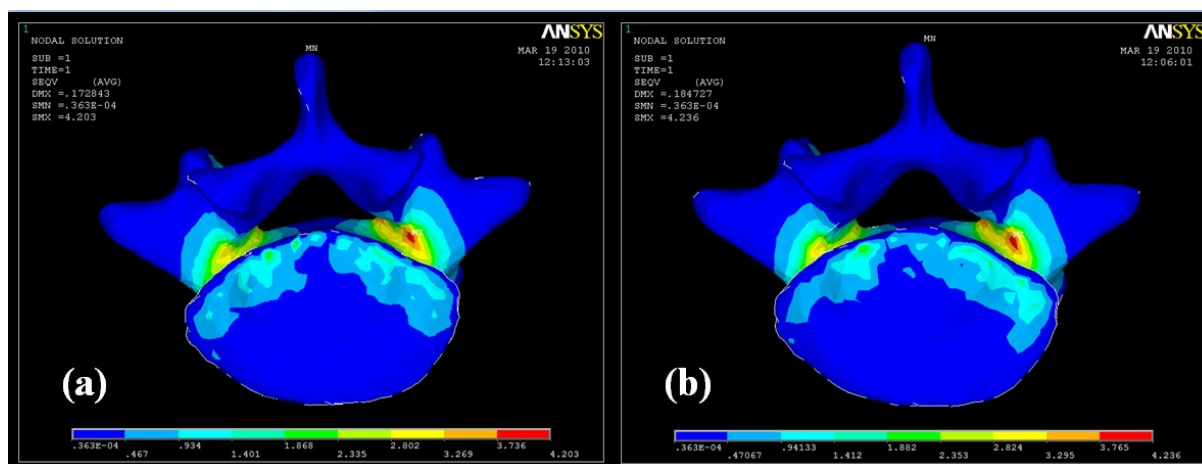 1
ANSYS
NODAL SOLUTION
MAR 19 2010
12:13:03
SUB =1
TIME=1
SEQV (AVG)
DMX =.172843
SMN =.363E-04
SMX =4.203
MN
(a)
.363E-04 .934 1.868 2.802 3.736
.467 1.401 2.335 3.269 4.203
1
ANSYS
NODAL SOLUTION
MAR 19 2010
12:06:01
SUB =1
TIME=1
SEQV (AVG)
DMX =.184727
SMN =.363E-04
SMX =4.236
MN
(b)
.363E-04 .94133 1.882 2.824 3.765
.47067 1.412 2.353 3.295 4.236